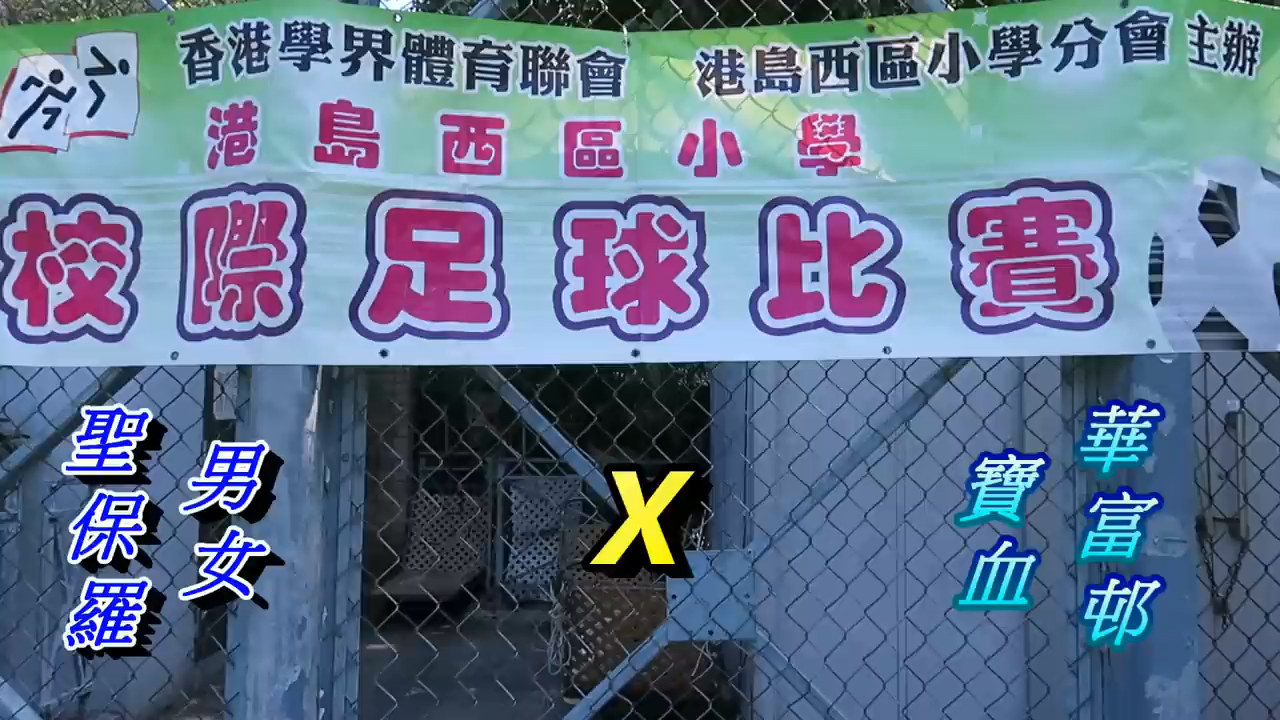 香港學界體育聯會 港島西區小學分會 主辦
港島西區小學
校際足球比賽
聖保羅
男女
X
華富邨
寶血